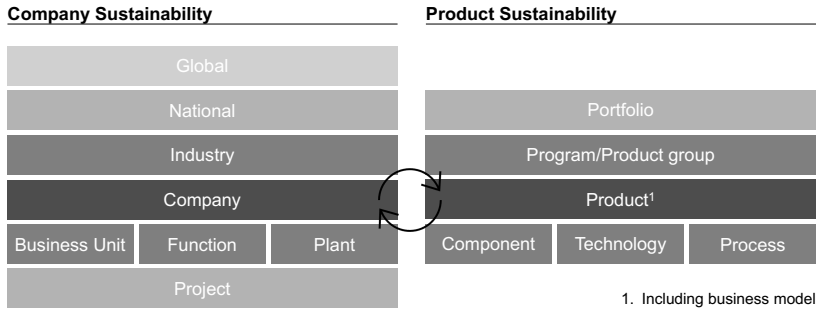 Company Sustainability
Global
National
Industry
Company
Business Unit
Function
Plant
Project
Product Sustainability
Portfolio
Program/Product group
Product¹
Component
Technology
Process
1. Including business model